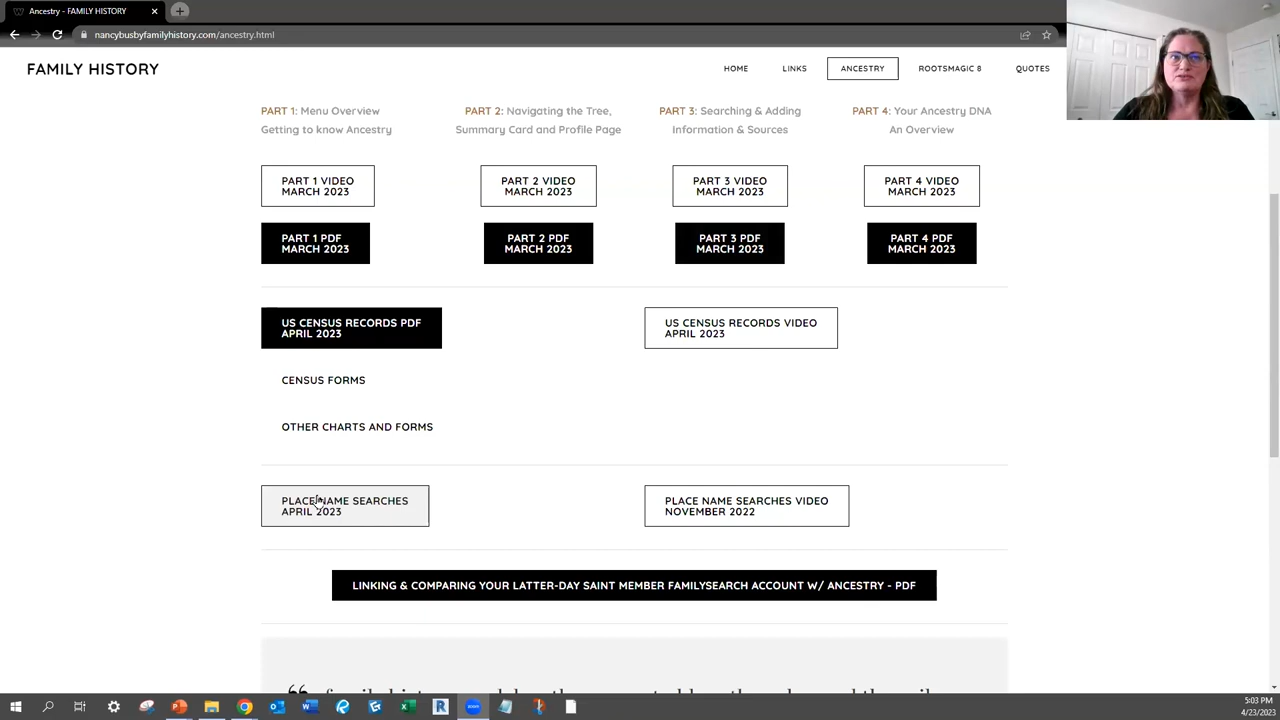 Ancestry - FAMILY HISTORY
nancybusbyfamilyhistory.com/ancestry.html
FAMILY HISTORY
HOME
LINKS
ANCESTRY
ROOTSMAGIC 8
QUOTES
PART 1: Menu Overview
Getting to know Ancestry
PART 2: Navigating the Tree,
Summary Card and Profile Page
PART 3: Searching & Adding
Information & Sources
PART 4: Your Ancestry DNA
An Overview
PART 1 VIDEO
MARCH 2023
PART 2 VIDEO
MARCH 2023
PART 3 VIDEO
MARCH 2023
PART 4 VIDEO
MARCH 2023
PART 1 PDF
MARCH 2023
PART 2 PDF
MARCH 2023
PART 3 PDF
MARCH 2023
PART 4 PDF
MARCH 2023
US CENSUS RECORDS PDF
APRIL 2023
US CENSUS RECORDS VIDEO
APRIL 2023
CENSUS FORMS
OTHER CHARTS AND FORMS
PLACE NAME SEARCHES
APRIL 2023
PLACE NAME SEARCHES VIDEO
NOVEMBER 2022
LINKING & COMPARING YOUR LATTER-DAY SAINT MEMBER FAMILYSEARCH ACCOUNT W/ ANCESTRY - PDF
5:03 PM
4/23/2023